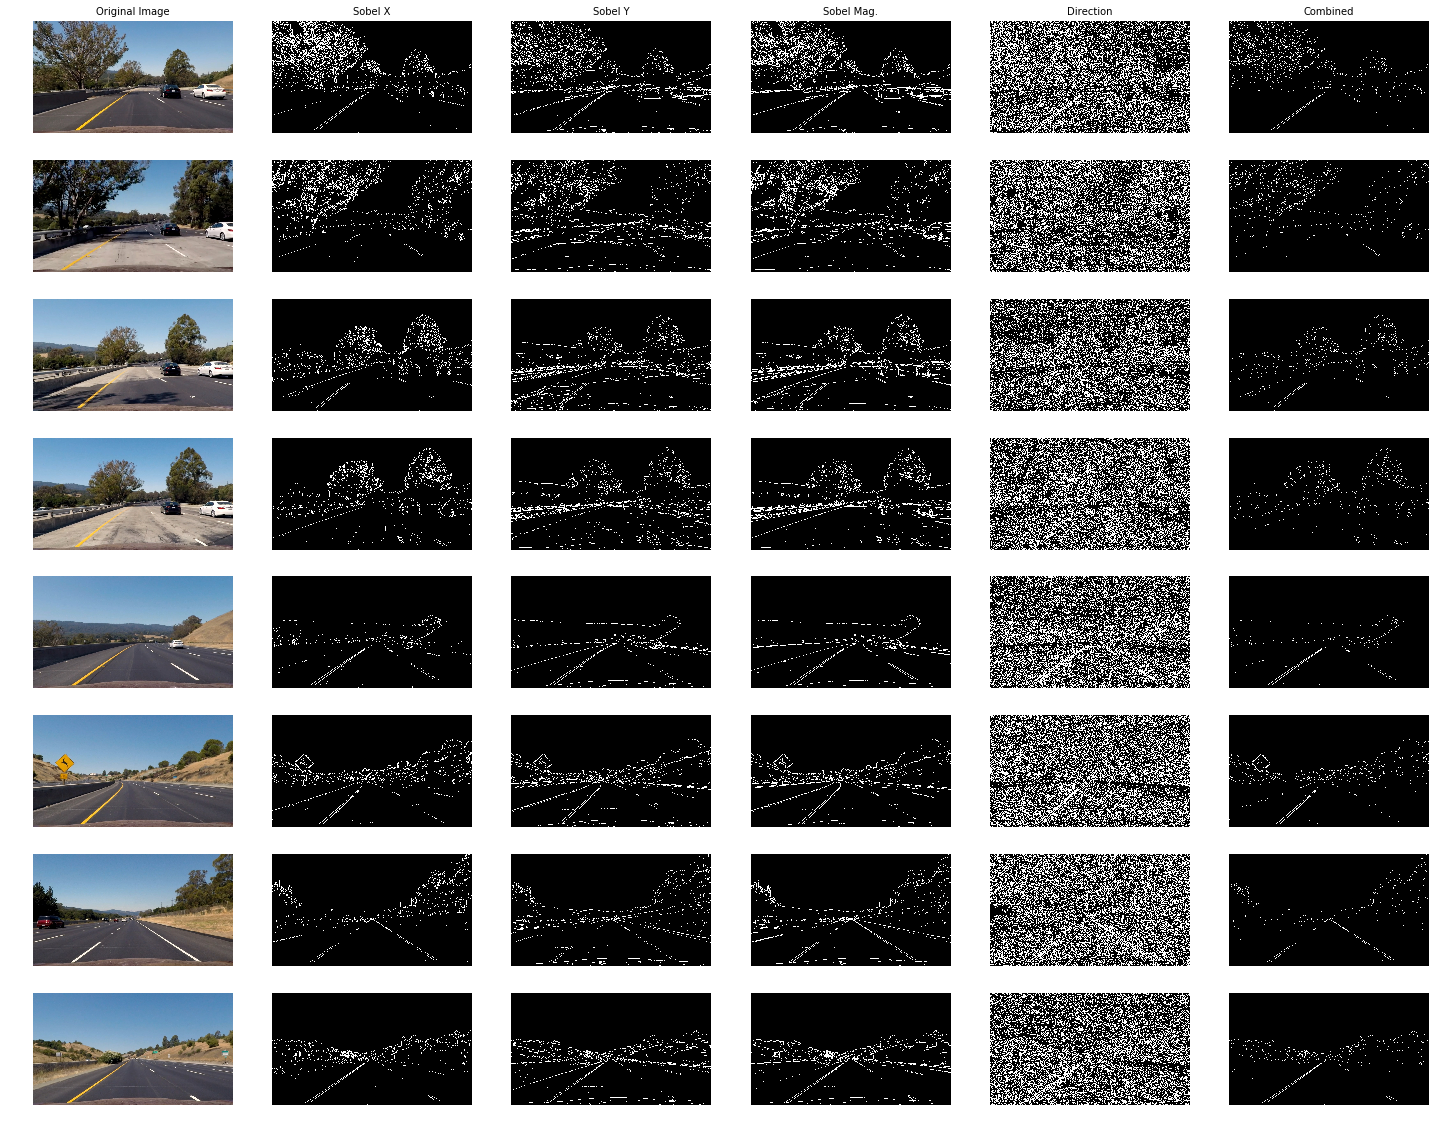 Original Image
Sobel X
Sobel Y
Sobel Mag.
Direction
Combined